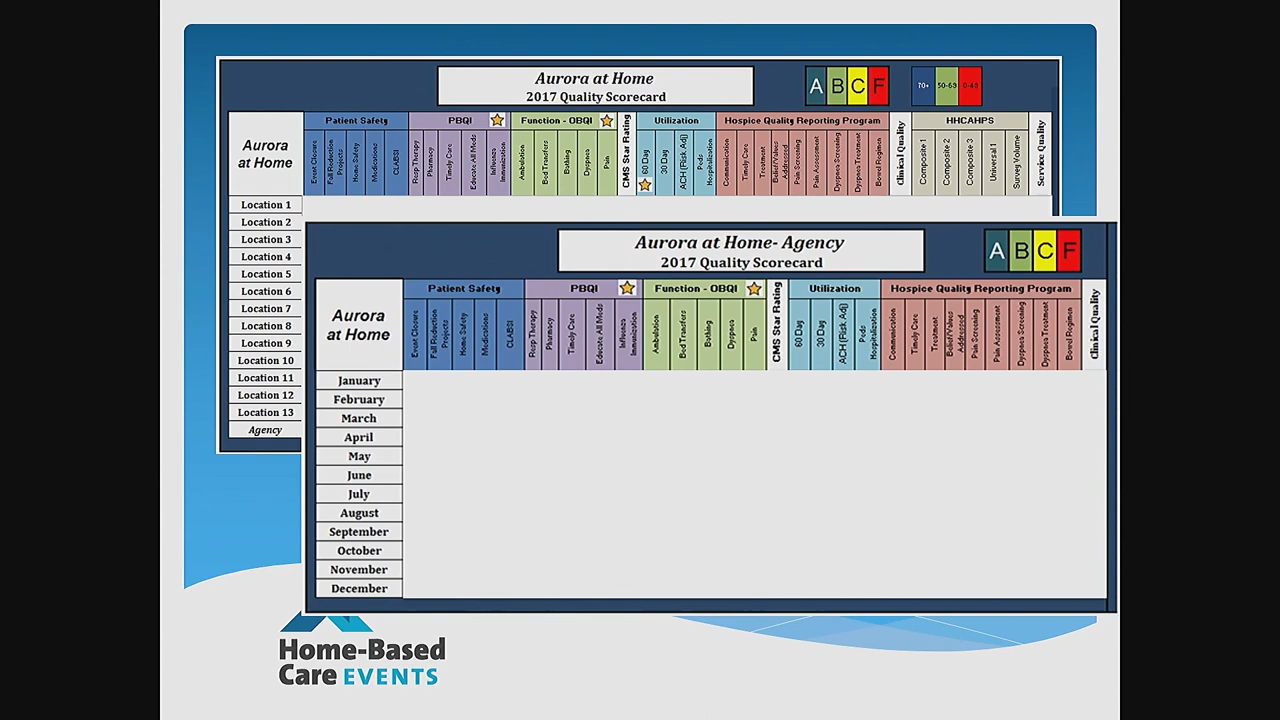 Aurora at Home
2017 Quality Scorecard
A B C F
70+ 50-69 0-49
Aurora
at Home
Patient Safety
PBQI
Function - OBQI
CMS Star Rating
Utilization
Hospice Quality Reporting Program
Clinical Quality
HHCAHPS
Service Quality
Event Closure
Fall Reduction
Projects
Home Safety
Medications
CLABSI
Resp Therapy
Pharmacy
Timely Care
Educate All Meds
Influenza
Immunization
Ambulation
Bed Transfers
Bathing
Dyspnea
Pain
60 Day
30 Day
ACH (Risk Adj)
Peds
Hospitalization
Communication
Timely Care
Treatment
Belief/Values
Addressed
Pain Screening
Pain Assessment
Dyspnea Screening
Dyspnea Treatment
Bowel Regimen
Composite 1
Composite 2
Composite 3
Universal 1
Survey Volume
Location 1
Location 2
Location 3
Location 4
Location 5
Location 6
Location 7
Location 8
Location 9
Location 10
Location 11
Location 12
Location 13
Agency
Aurora at Home- Agency
2017 Quality Scorecard
A B C F
Aurora
at Home
Patient Safety
PBQI
Function - OBQI
CMS Star Rating
Utilization
Hospice Quality Reporting Program
Clinical Quality
Event Closure
Fall Reduction
Projects
Home Safety
Medications
CLABSI
Resp Therapy
Pharmacy
Timely Care
Educate All Meds
Influenza
Immunization
Ambulation
Bed Transfers
Bathing
Dyspnea
Pain
60 Day
30 Day
ACH (Risk Adj)
Peds
Hospitalization
Communication
Timely Care
Treatment
Belief/Values
Addressed
Pain Screening
Pain Assessment
Dyspnea Screening
Dyspnea Treatment
Bowel Regimen
January
February
March
April
May
June
July
August
September
October
November
December
Home-Based
Care EVENTS